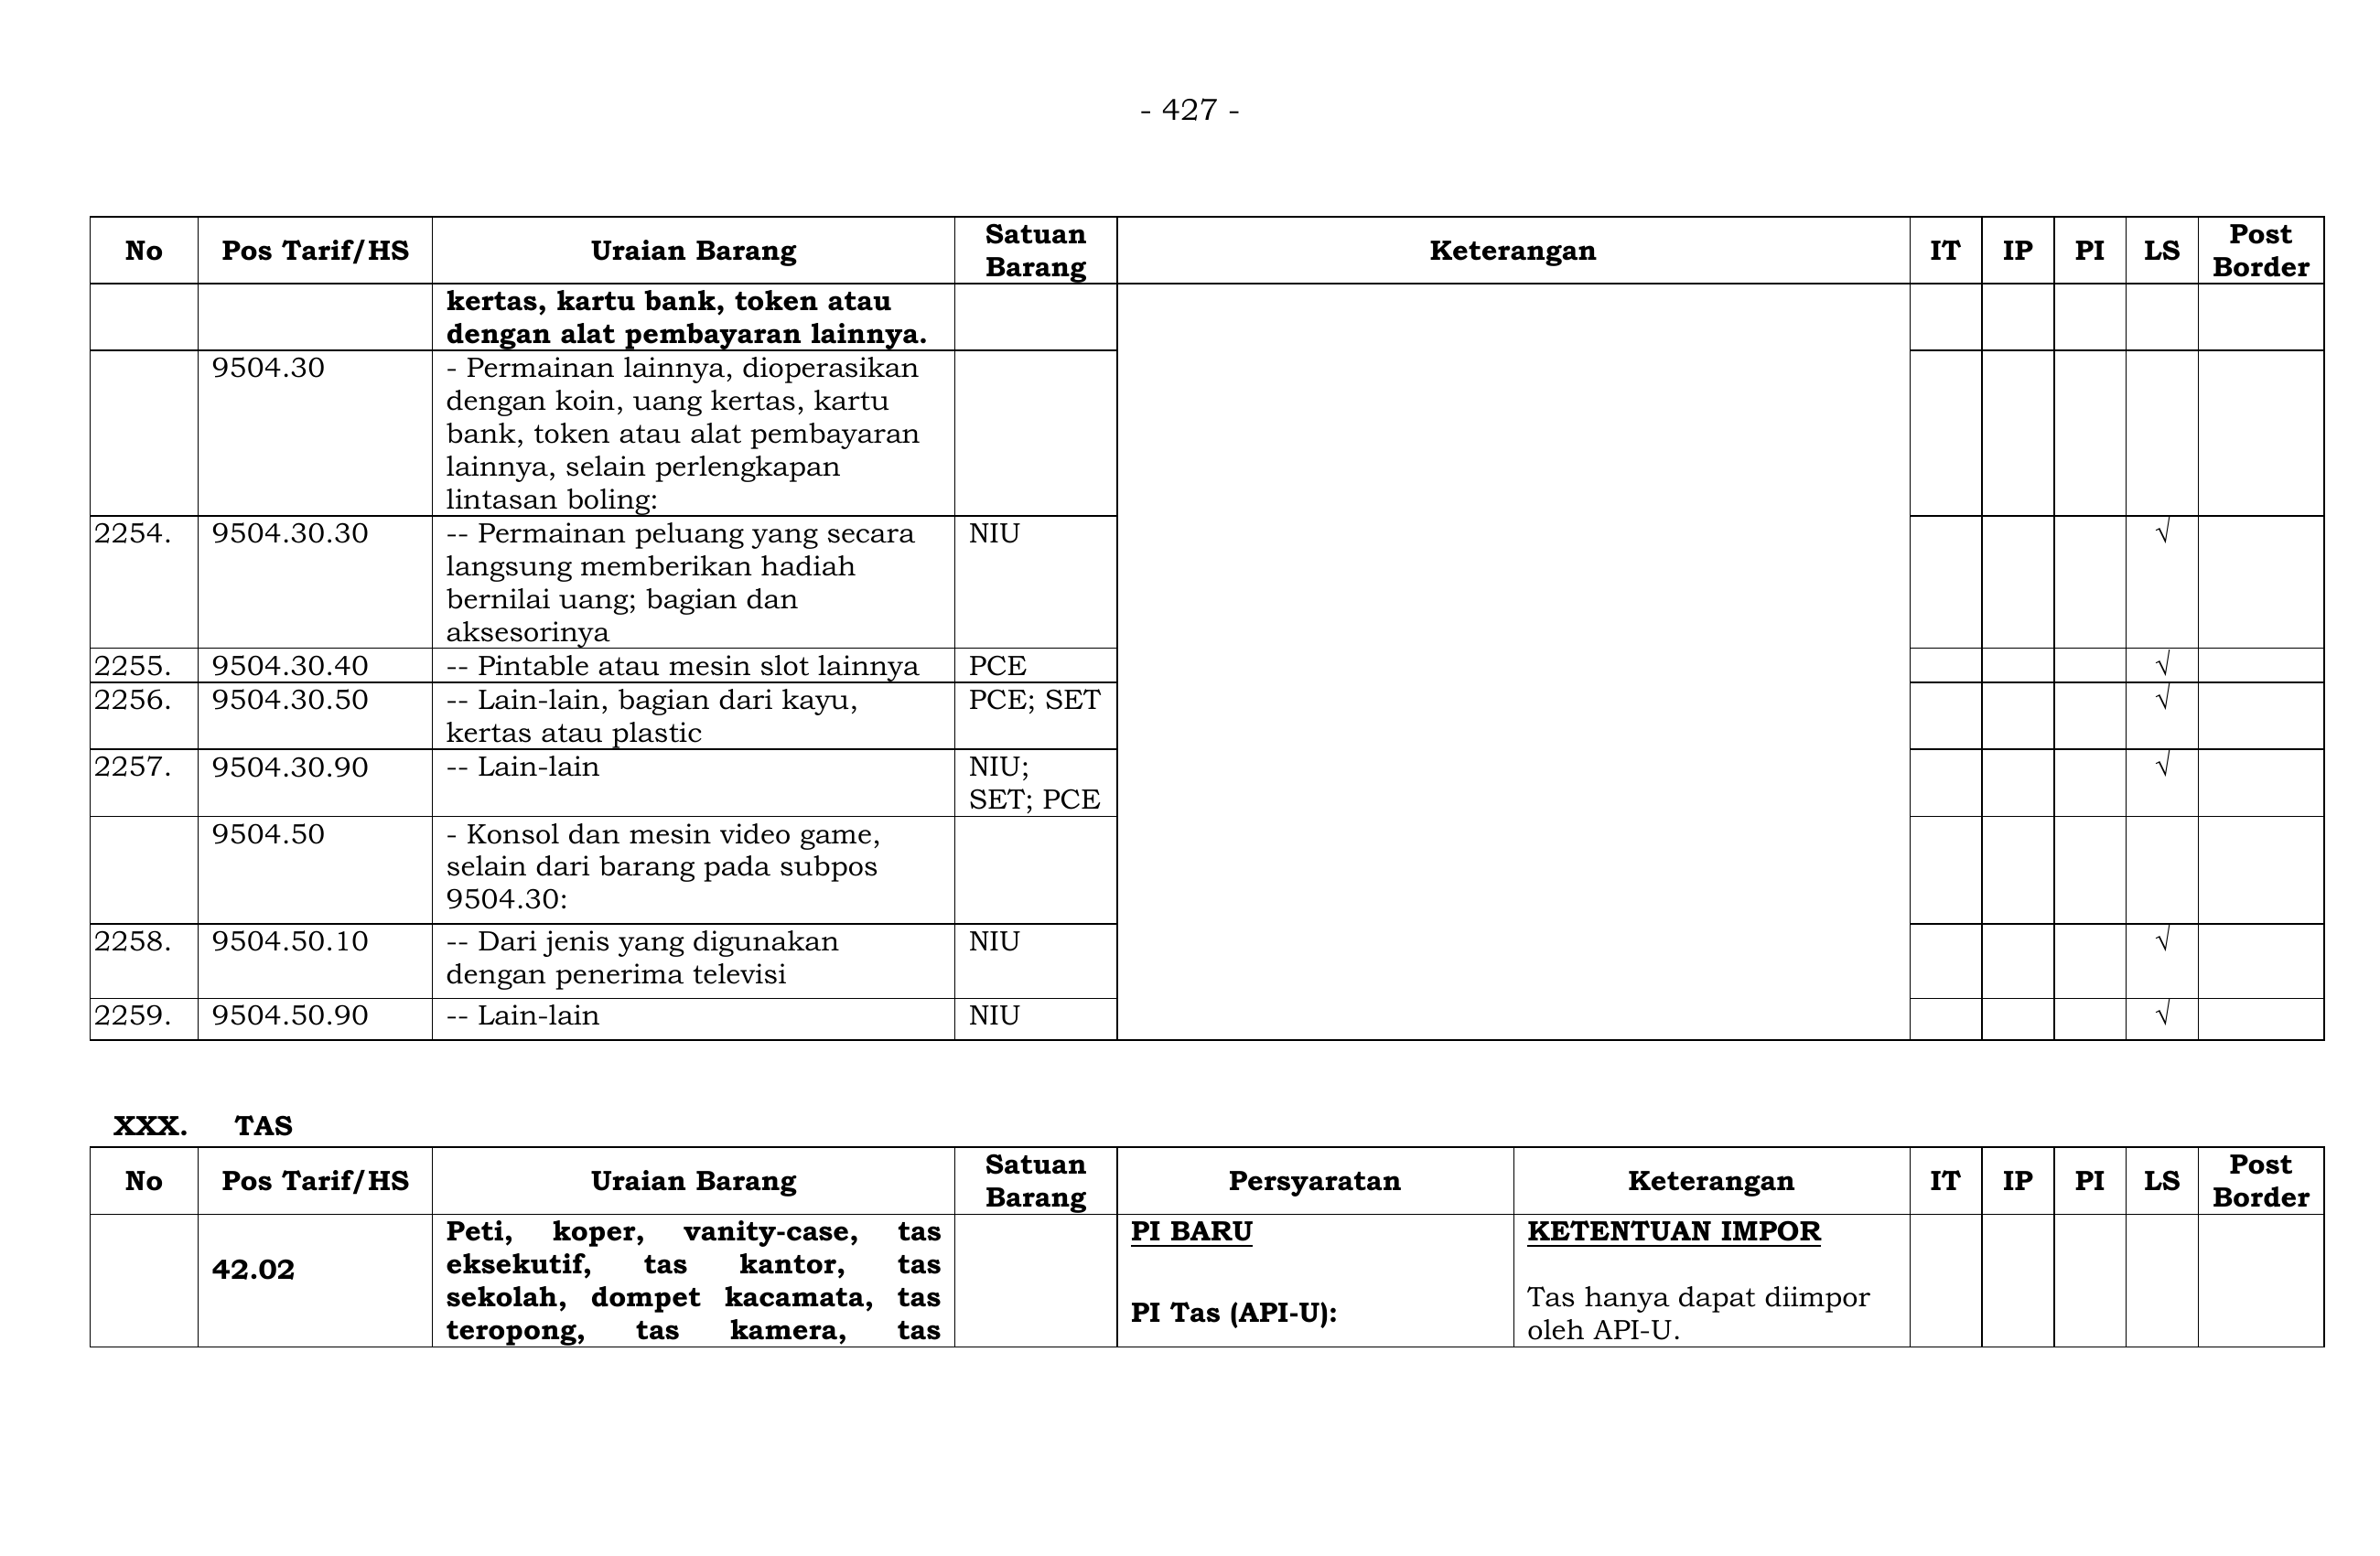 - 427 -
No Pos Tarif/HS Uraian Barang Satuan Barang Keterangan IT IP PI LS Post Border
kertas, kartu bank, token atau
dengan alat pembayaran lainnya.
9504.30 - Permainan lainnya, dioperasikan
dengan koin, uang kertas, kartu
bank, token atau alat pembayaran
lainnya, selain perlengkapan
lintasan boling:
2254. 9504.30.30 -- Permainan peluang yang secara NIU √
langsung memberikan hadiah
bernilai uang; bagian dan
aksesorinya
2255. 9504.30.40 -- Pintable atau mesin slot lainnya PCE √
2256. 9504.30.50 -- Lain-lain, bagian dari kayu, PCE; SET √
kertas atau plastic
2257. 9504.30.90 -- Lain-lain NIU; √
SET; PCE
9504.50 - Konsol dan mesin video game,
selain dari barang pada subpos
9504.30:
2258. 9504.50.10 -- Dari jenis yang digunakan NIU √
dengan penerima televisi
2259. 9504.50.90 -- Lain-lain NIU √
XXX. TAS
No Pos Tarif/HS Uraian Barang Satuan Barang Persyaratan Keterangan IT IP PI LS Post Border
42.02
Peti, koper, vanity-case, tas
eksekutif, tas kantor, tas
sekolah, dompet kacamata, tas
teropong, tas kamera, tas
PI BARU
PI Tas (API-U):
KETENTUAN IMPOR
Tas hanya dapat diimpor
oleh API-U.